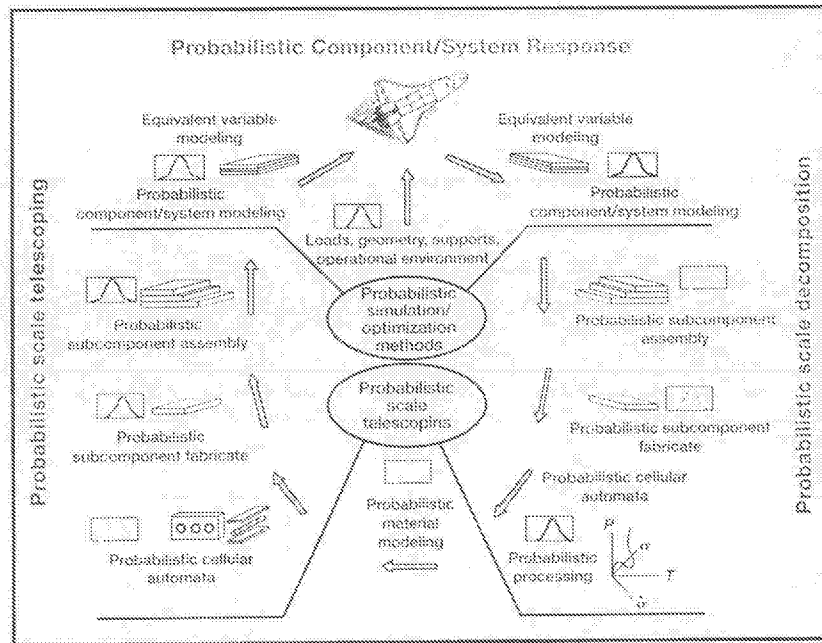 Probabilistic Component/System Response
Equivalent variable
modeling
Equivalent variable
modeling
Probabilistic
component/system modeling
Probabilistic
component/system modeling
Loads, geometry, supports,
operational environment
Probabilistic scale telescoping
Probabilistic scale decomposition
Probabilistic
simulation/
optimization
methods
Probabilistic
subcomponent assembly
Probabilistic subcomponent
assembly
Probabilistic
scale
telescopins
Probabilistic
subcomponent fabricate
Probabilistic subcomponent
fabricate
Probabilistic cellular
automata
Probabilistic
material
modeling
Probabilistic cellular
automata
Probabilistic
processing
P
σ
T